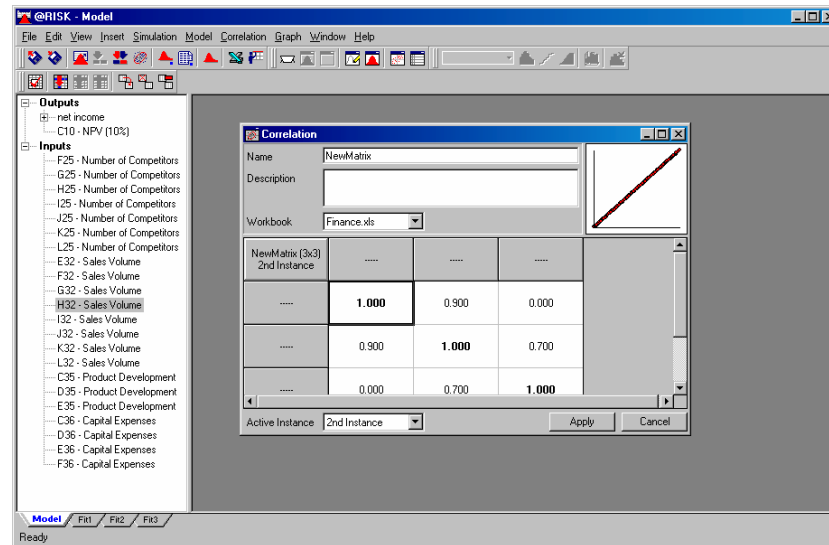 @RISK - Model
File Edit View Insert Simulation Model Correlation Graph Window Help
Outputs
net income
C10 - NPV (10%)
Inputs
F25 - Number of Competitors
G25 - Number of Competitors
H25 - Number of Competitors
I25 - Number of Competitors
J25 - Number of Competitors
K25 - Number of Competitors
L25 - Number of Competitors
E32 - Sales Volume
F32 - Sales Volume
G32 - Sales Volume
H32 - Sales Volume
I32 - Sales Volume
J32 - Sales Volume
K32 - Sales Volume
L32 - Sales Volume
C35 - Product Development
D35 - Product Development
E35 - Product Development
C36 - Capital Expenses
D36 - Capital Expenses
E36 - Capital Expenses
F36 - Capital Expenses
Correlation
Name NewMatrix
Description
Workbook Finance.xls
NewMatrix (3x3)
2nd Instance ----- ----- -----
----- 1.000 0.900 0.000
----- 0.900 1.000 0.700
----- 0.000 0.700 1.000
Active Instance 2nd Instance Apply Cancel
Model Fit1 Fit2 Fit3
Ready